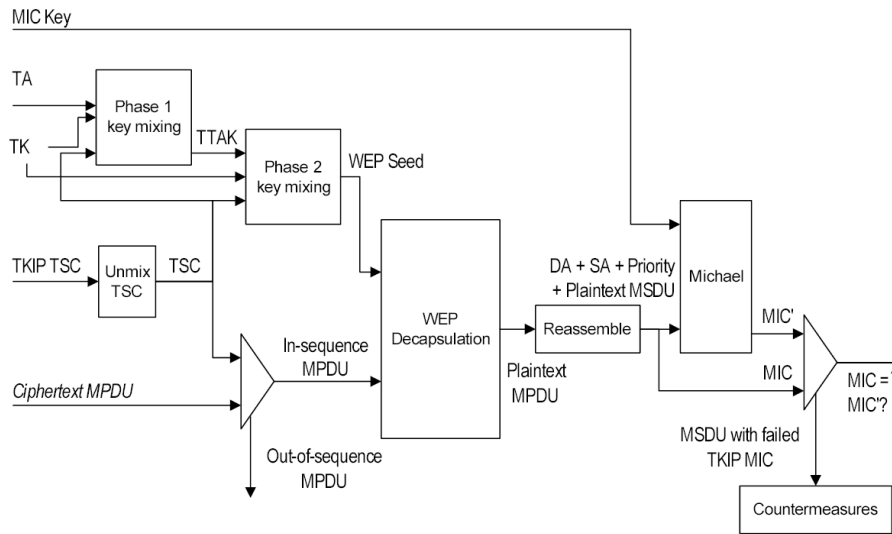 MIC Key
TA
Phase 1
key mixing
TTAK
TK
Phase 2
key mixing
WEP Seed
TKIP TSC
Unmix
TSC
TSC
DA + SA + Priority
+ Plaintext MSDU
Michael
WEP
Decapsulation
Reassemble
MIC'
In-sequence
MPDU
Plaintext
MPDU
MIC
MIC =
MIC'?
Ciphertext MPDU
Out-of-sequence
MPDU
MSDU with failed
TKIP MIC
Countermeasures